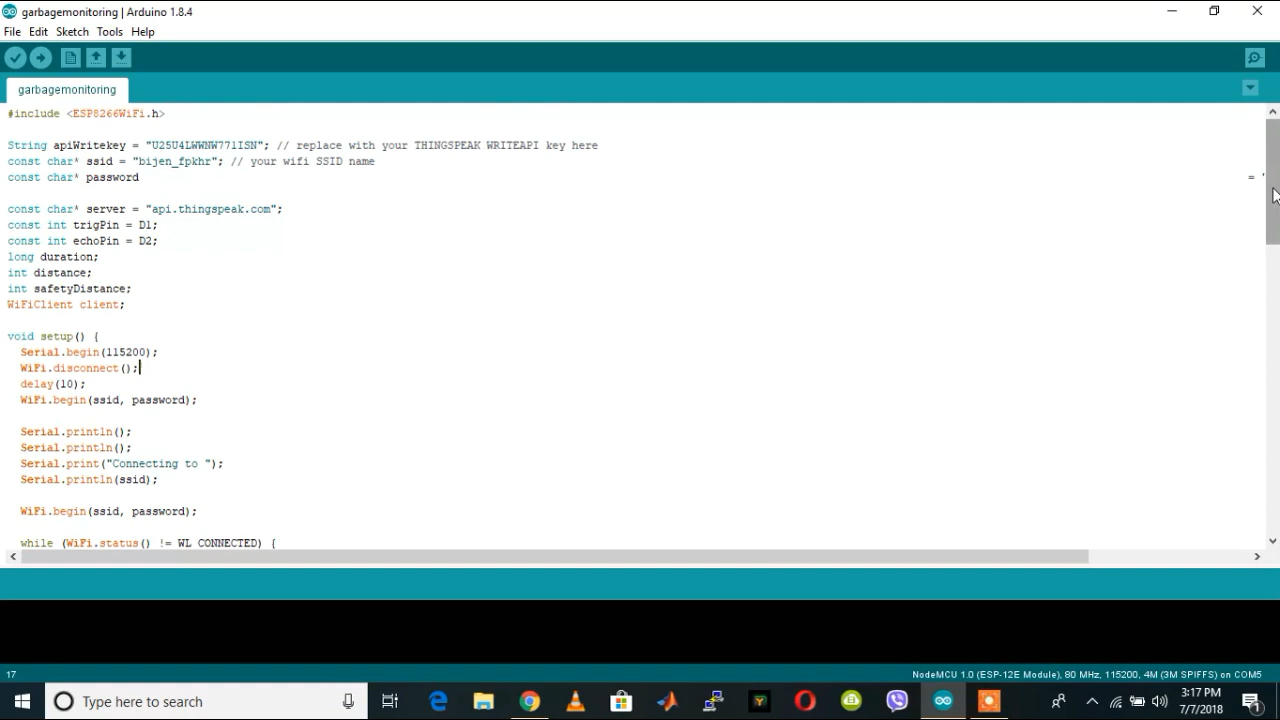 garbagemonitoring | Arduino 1.8.4
File Edit Sketch Tools Help
garbagemonitoring
#include <ESP8266WiFi.h>
String apiWritekey = "U25U4LWWNW771ISN"; // replace with your THINGSPEAK WRITEAPI key here
const char* ssid = "bijen_fpkhr"; // your wifi SSID name
const char* password = "
const char* server = "api.thingspeak.com";
const int trigPin = D1;
const int echoPin = D2;
long duration;
int distance;
int safetyDistance;
WiFiClient client;
void setup() {
Serial.begin(115200);
WiFi.disconnect();
delay(10);
WiFi.begin(ssid, password);
Serial.println();
Serial.println();
Serial.print("Connecting to ");
Serial.println(ssid);
WiFi.begin(ssid, password);
while (WiFi.status() != WL_CONNECTED) {
17 NodeMCU 1.0 (ESP-12E Module), 80 MHz, 115200, 4M (3M SPIFFS) on COM5
Type here to search
3:17 PM
7/7/2018
1